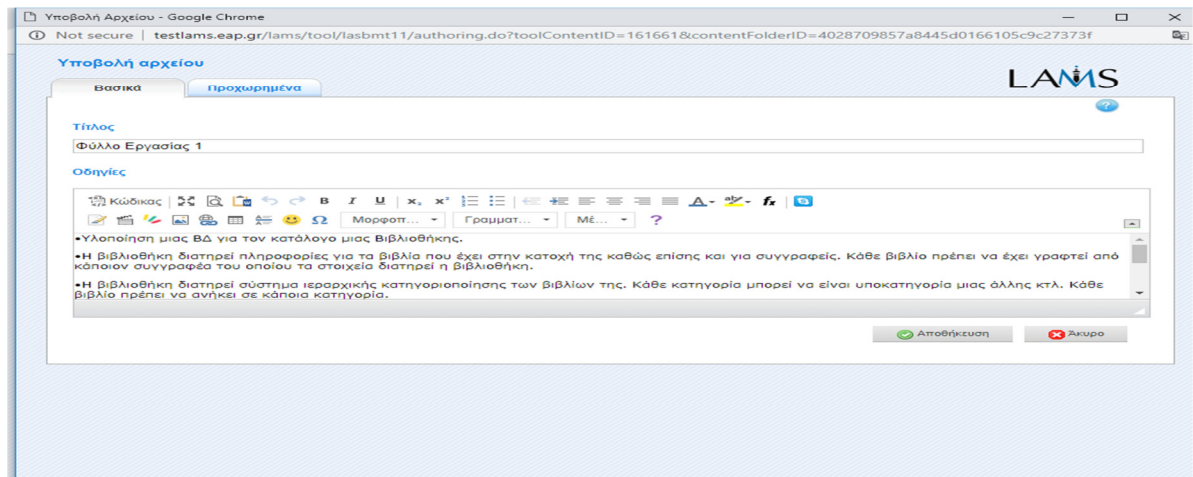 Υποβολή Αρχείου - Google Chrome
Not secure | testlams.eap.gr/lams/tool/lasbmt11/authoring.do?toolContentID=161661&contentFolderID=4028709857a8445d0166105c9c27373f
Υποβολή αρχείου
LAMS
Βασικά Προχωρημένα
?
Τίτλος
Φύλλο Εργασίας 1
Οδηγίες
Κώδικας B I U x₂ x² A ab fx
Ω Μορφοπ... Γραμματ... Μέ... ?
•Υλοποίηση μιας ΒΔ για τον κατάλογο μιας Βιβλιοθήκης.
•Η βιβλιοθήκη διατηρεί πληροφορίες για τα βιβλία που έχει στην κατοχή της καθώς επίσης και για συγγραφείς. Κάθε βιβλίο πρέπει να έχει γραφτεί από
κάποιον συγγραφέα του οποίου τα στοιχεία διατηρεί η βιβλιοθήκη.
•Η βιβλιοθήκη διατηρεί σύστημα ιεραρχικής κατηγοριοποίησης των βιβλίων της. Κάθε κατηγορία μπορεί να είναι υποκατηγορία μιας άλλης κτλ. Κάθε
βιβλίο πρέπει να ανήκει σε κάποια κατηγορία.
Αποθήκευση Άκυρο